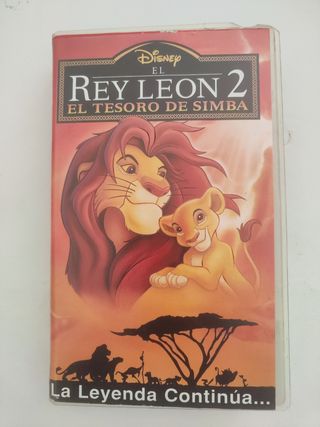 Disney
EL
REY LEON 2
EL TESORO DE SIMBA
La Leyenda Continúa...